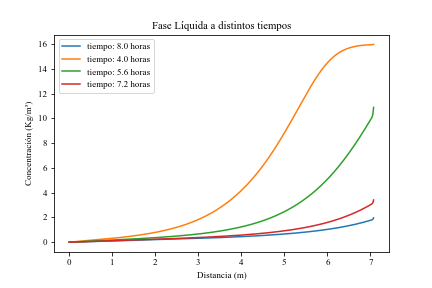 Fase Líquida a distintos tiempos
Concentración (Kg/m³)
16
14
12
10
8
6
4
2
0
tiempo: 8.0 horas
tiempo: 4.0 horas
tiempo: 5.6 horas
tiempo: 7.2 horas
0 1 2 3 4 5 6 7
Distancia (m)